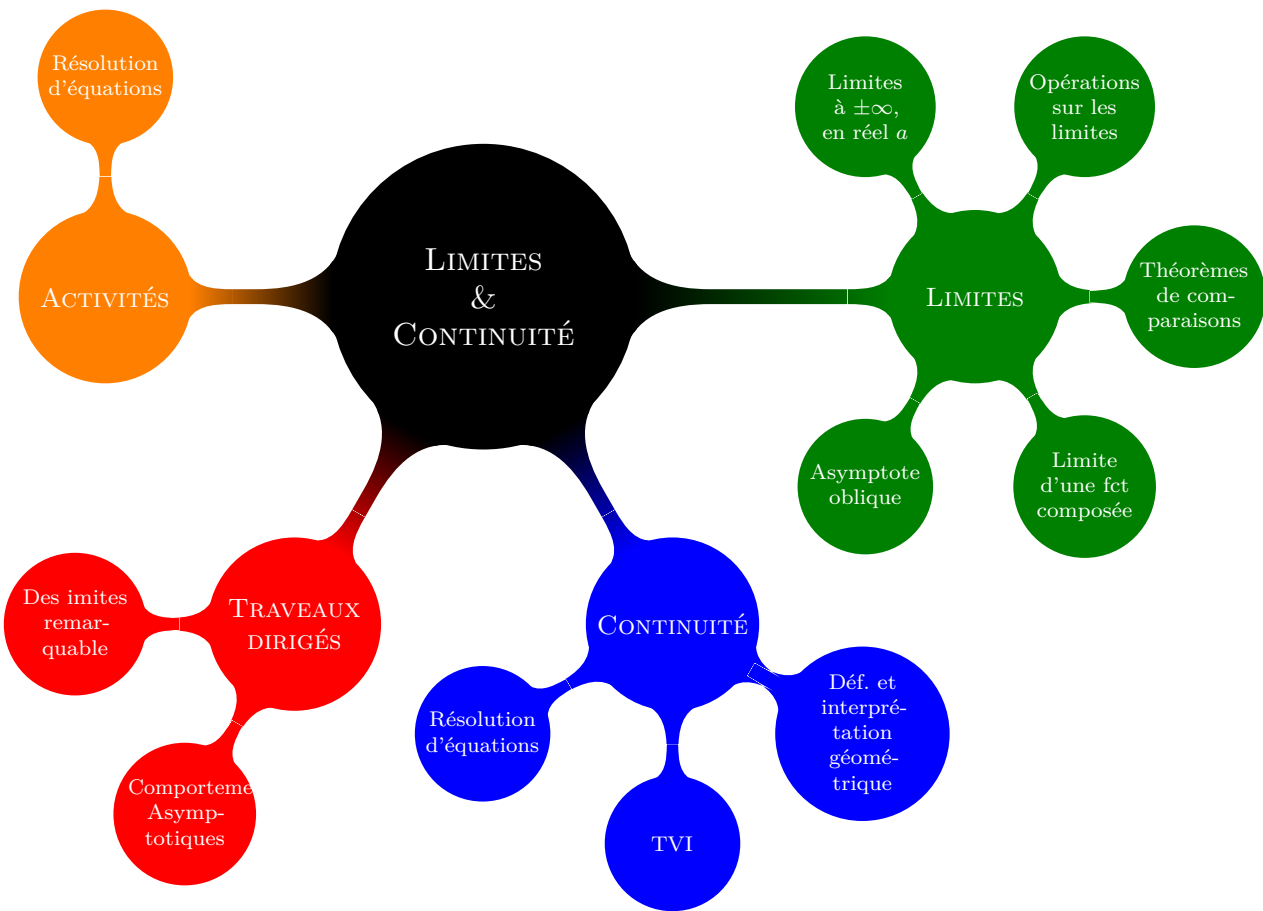 Limites
&
Continuité
Activités
Résolution
d'équations
Limites
Limites
à ±∞,
en réel a
Opérations
sur les
limites
Théorèmes
de com-
paraisons
Limite
d'une fct
composée
Asymptote
oblique
Continuité
Déf. et
interpré-
tation
géomé-
trique
TVI
Résolution
d'équations
Traveaux
dirigés
Des imites
remar-
quable
Comporteme
Asymp-
totiques